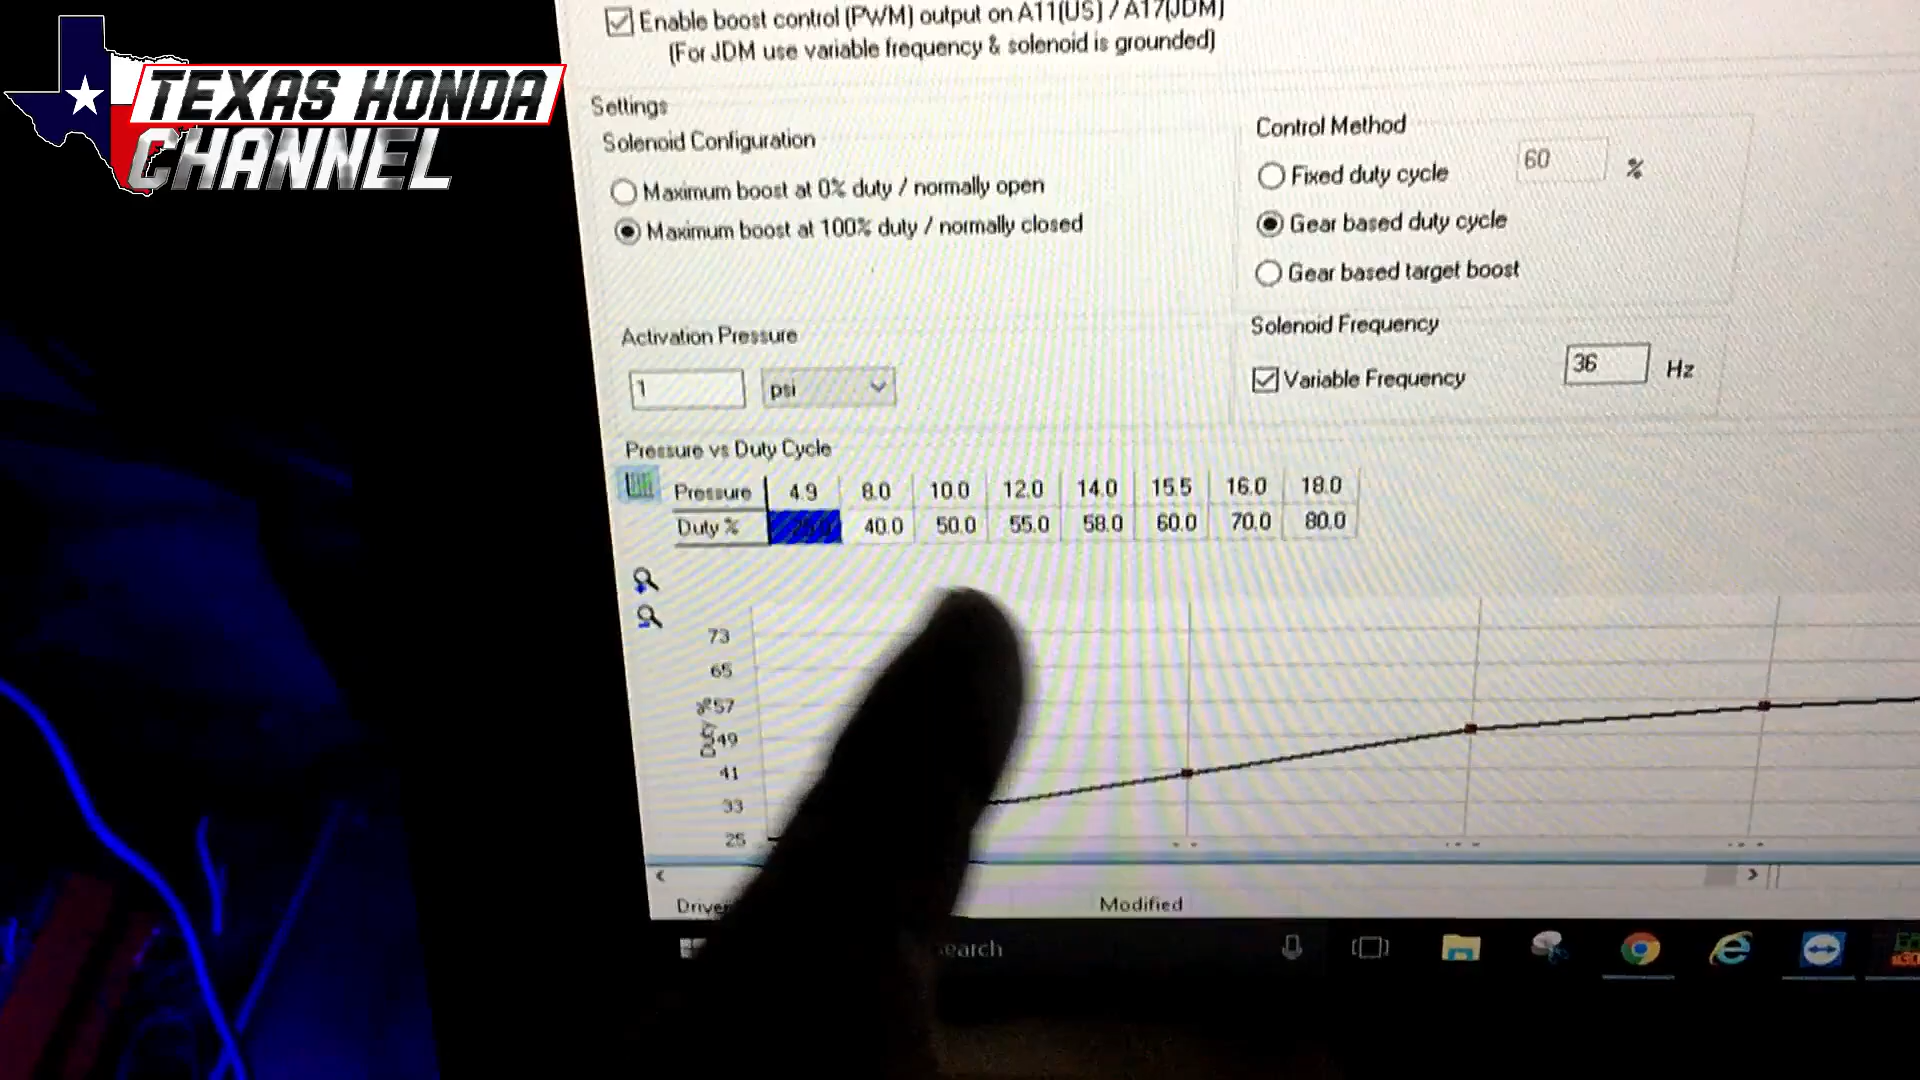 TEXAS HONDA
CHANNEL
Enable boost control (PWM) output on A11(US) / A17(JDM)
(For JDM use variable frequency & solenoid is grounded)
Settings
Solenoid Configuration
Maximum boost at 0% duty / normally open
Maximum boost at 100% duty / normally closed
Control Method
Fixed duty cycle 60 %
Gear based duty cycle
Gear based target boost
Activation Pressure
1 psi
Solenoid Frequency
Variable Frequency 36 Hz
Pressure vs Duty Cycle
Pressure 4.9 8.0 10.0 12.0 14.0 15.5 16.0 18.0
Duty % 40.0 50.0 55.0 58.0 60.0 70.0 80.0
73
65
57
49
41
33
25
Duty %
Modified